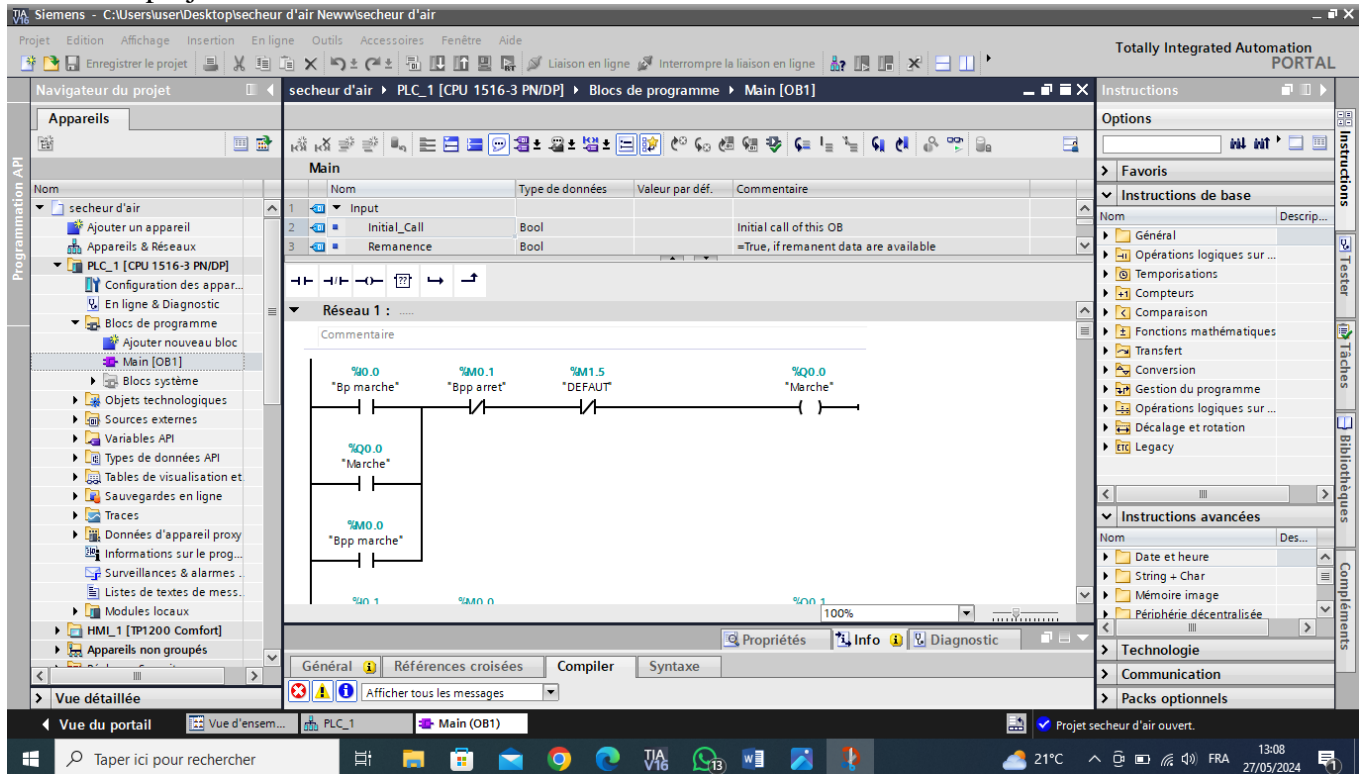 Siemens - C:\Users\user\Desktop\secheur d'air Neww\secheur d'air
Projet Edition Affichage Insertion En ligne Outils Accessoires Fenêtre Aide
Enregistrer le projet Liaison en ligne Interrompre la liaison en ligne
Totally Integrated Automation
PORTAL
Navigateur du projet
secheur d'air PLC_1 [CPU 1516-3 PN/DP] Blocs de programme Main [OB1]
Instructions
Appareils
Options
Programmation API
Main
Nom Type de données Valeur par déf. Commentaire
1 Input
2 Initial_Call Bool Initial call of this OB
3 Remanence Bool =True, if remanent data are available
Nom
secheur d'air
Ajouter un appareil
Appareils & Réseaux
PLC_1 [CPU 1516-3 PN/DP]
Configuration des appar...
En ligne & Diagnostic
Blocs de programme
Ajouter nouveau bloc
Main [OB1]
Blocs système
Objets technologiques
Sources externes
Variables API
Types de données API
Tables de visualisation et
Sauvegardes en ligne
Traces
Données d'appareil proxy
Informations sur le prog...
Surveillances & alarmes ..
Listes de textes de mess..
Modules locaux
HMI_1 [TP1200 Comfort]
Appareils non groupés
Vue détaillée
Réseau 1 : .....
Commentaire
%I0.0 %M0.1 %M1.5 %Q0.0
"Bp marche" "Bpp arret" "DEFAUT" "Marche"
%Q0.0
"Marche"
%M0.0
"Bpp marche"
%I0.1 %M0.0 %Q0.1
100%
Propriétés Info Diagnostic
Général Références croisées Compiler Syntaxe
Afficher tous les messages
Favoris
Instructions de base
Nom Descrip...
Général
Opérations logiques sur ...
Temporisations
Compteurs
Comparaison
Fonctions mathématiques
Transfert
Conversion
Gestion du programme
Opérations logiques sur ...
Décalage et rotation
Legacy
Instructions avancées
Nom Des...
Date et heure
String + Char
Mémoire image
Périphérie décentralisée
Technologie
Communication
Packs optionnels
Instructions
Tester
Tâches
Bibliothèques
Compléments
Vue du portail Vue d'ensem... PLC_1 Main (OB1) Projet secheur d'air ouvert.
Taper ici pour rechercher
TIA V16
13
21°C
FRA
13:08
27/05/2024